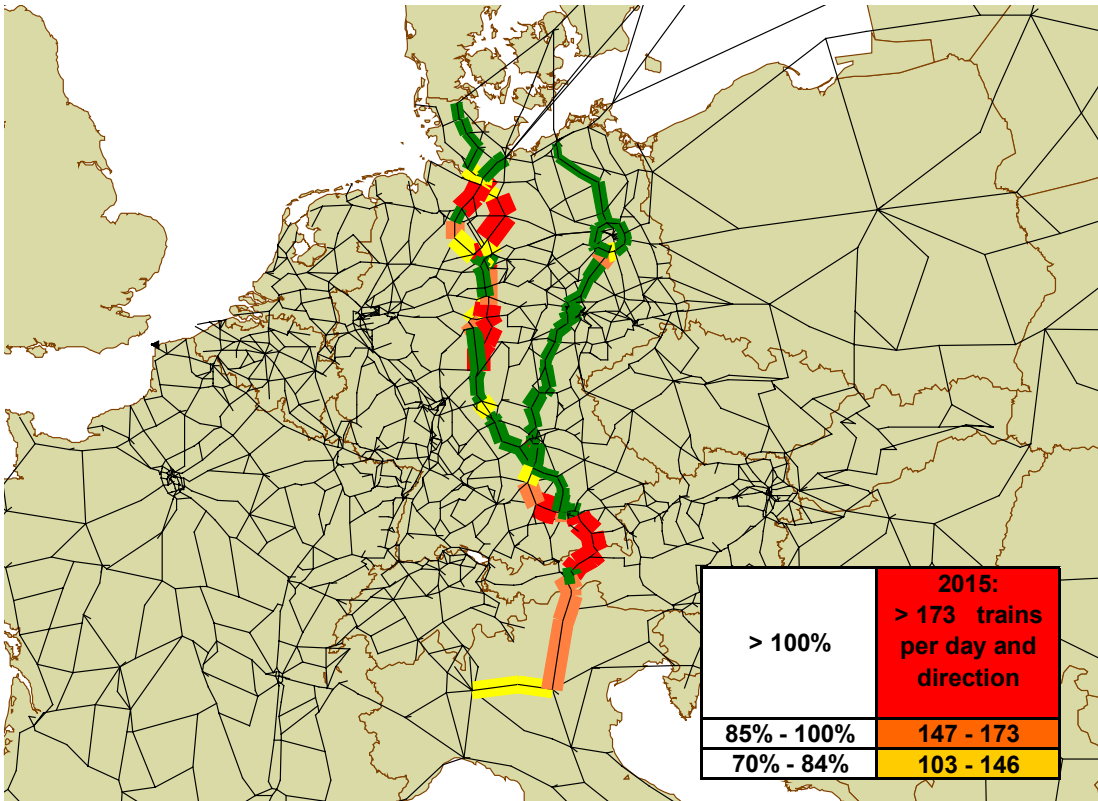 > 100%
2015:
> 173 trains
per day and
direction
85% - 100%
147 - 173
70% - 84%
103 - 146